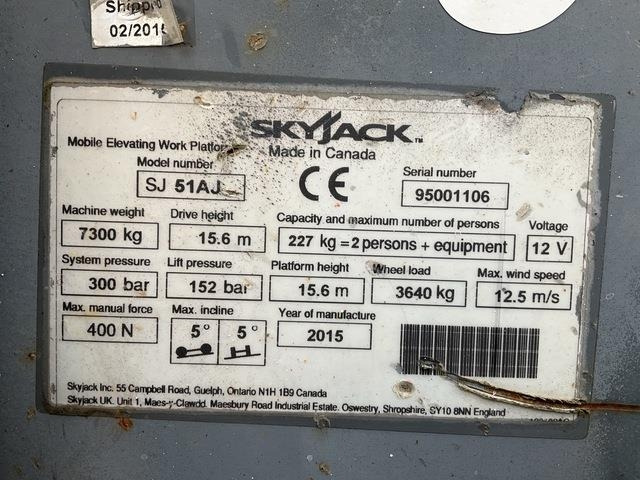 Shipp
02/201
SKYJACK™
Mobile Elevating Work Platfor
Made in Canada
CE
Model number
SJ 51AJ
Serial number
95001106
Machine weight
7300 kg
Drive height
15.6 m
Capacity and maximum number of persons
227 kg = 2 persons + equipment
Voltage
12 V
System pressure
300 bar
Lift pressure
152 bar
Platform height
15.6 m
Wheel load
3640 kg
Max. wind speed
12.5 m/s
Max. manual force
400 N
Max. incline
5° 5°
Year of manufacture
2015
Skyjack Inc. 55 Campbell Road, Guelph, Ontario N1H 1B9 Canada
Skyjack UK. Unit 1, Maes-y-Clawdd. Maesbury Road Industrial Estate. Oswestry, Shropshire, SY10 8NN England